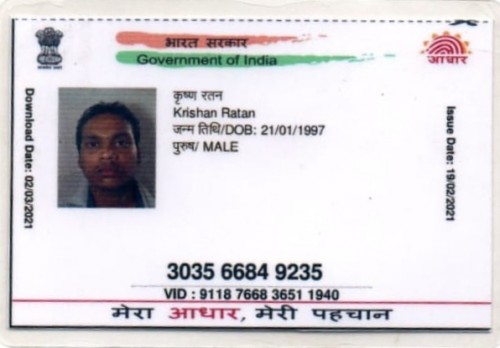 भारत सरकार
Government of India
आधार
Download Date: 02/03/2021
कृष्ण रतन
Krishan Ratan
जन्म तिथि/DOB: 21/01/1997
पुरुष/ MALE
Issue Date: 19/02/2021
3035 6684 9235
VID : 9118 7668 3651 1940
मेरा आधार, मेरी पहचान